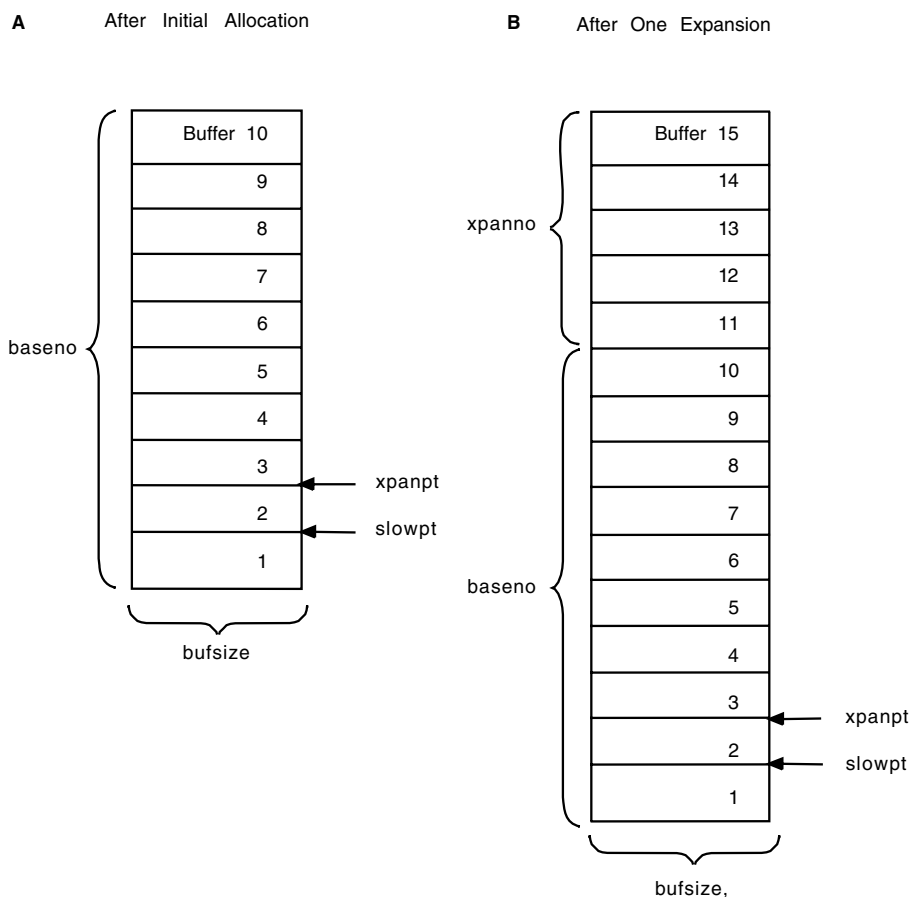 A After Initial Allocation
Buffer 10
9
8
7
6
5
4
3
2
1
baseno
xpanpt
slowpt
bufsize
B After One Expansion
Buffer 15
14
13
12
11
10
9
8
7
6
5
4
3
2
1
xpanno
baseno
xpanpt
slowpt
bufsize,